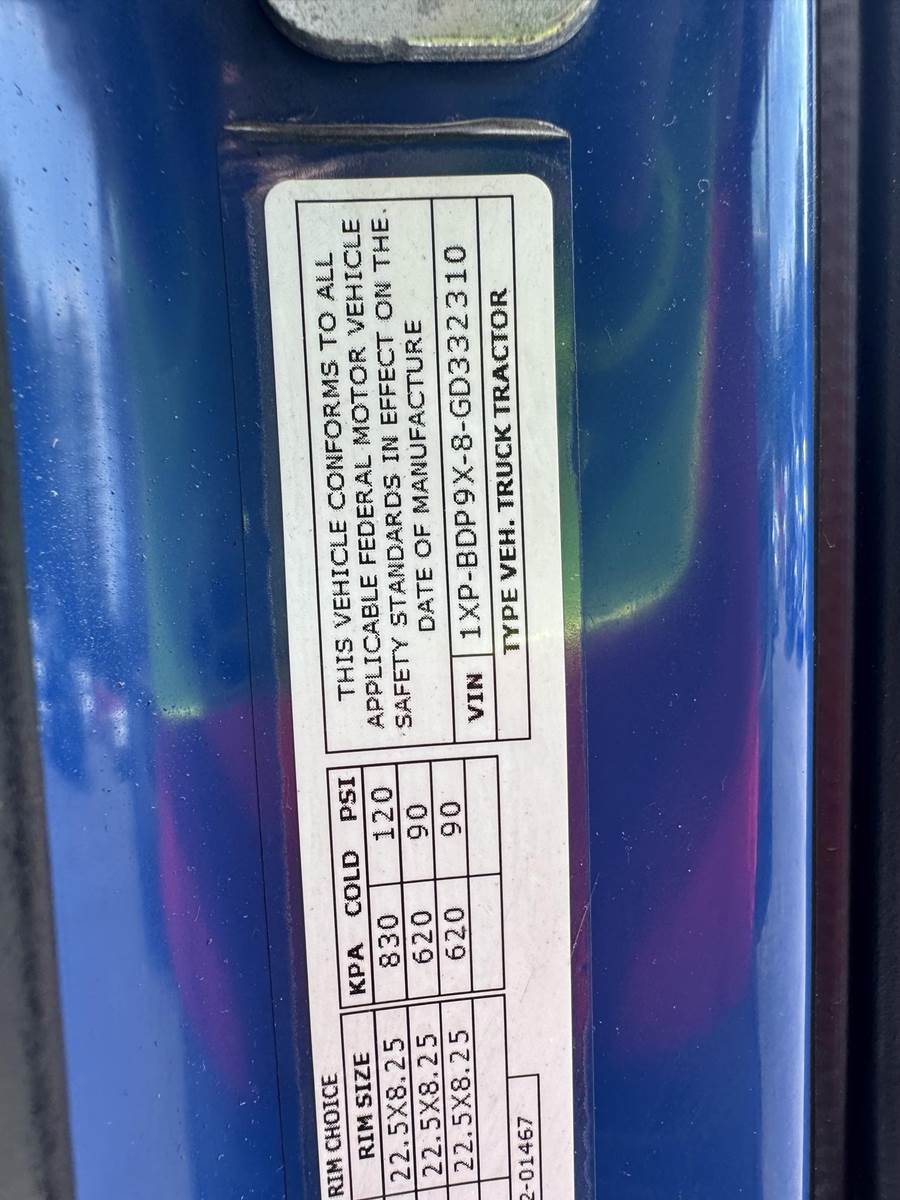 RIM CHOICE
RIM SIZE
22.5X8.25
22.5X8.25
22.5X8.25
2-01467
KPA COLD PSI
830 120
620 90
620 90
THIS VEHICLE CONFORMS TO ALL
APPLICABLE FEDERAL MOTOR VEHICLE
SAFETY STANDARDS IN EFFECT ON THE
DATE OF MANUFACTURE
VIN 1XP-BDP9X-8-GD332310
TYPE VEH. TRUCK TRACTOR